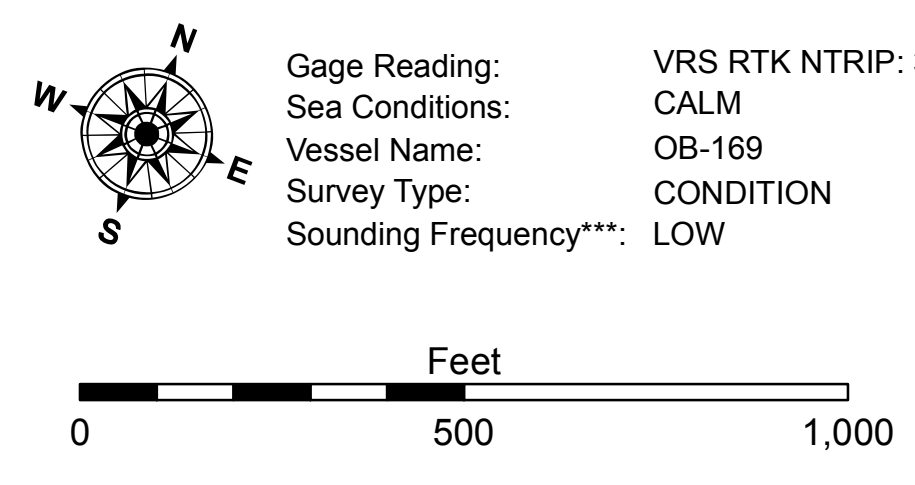 N
W
E
S
Gage Reading: VRS RTK NTRIP:
Sea Conditions: CALM
Vessel Name: OB-169
Survey Type: CONDITION
Sounding Frequency***: LOW
Feet
0 500 1,000